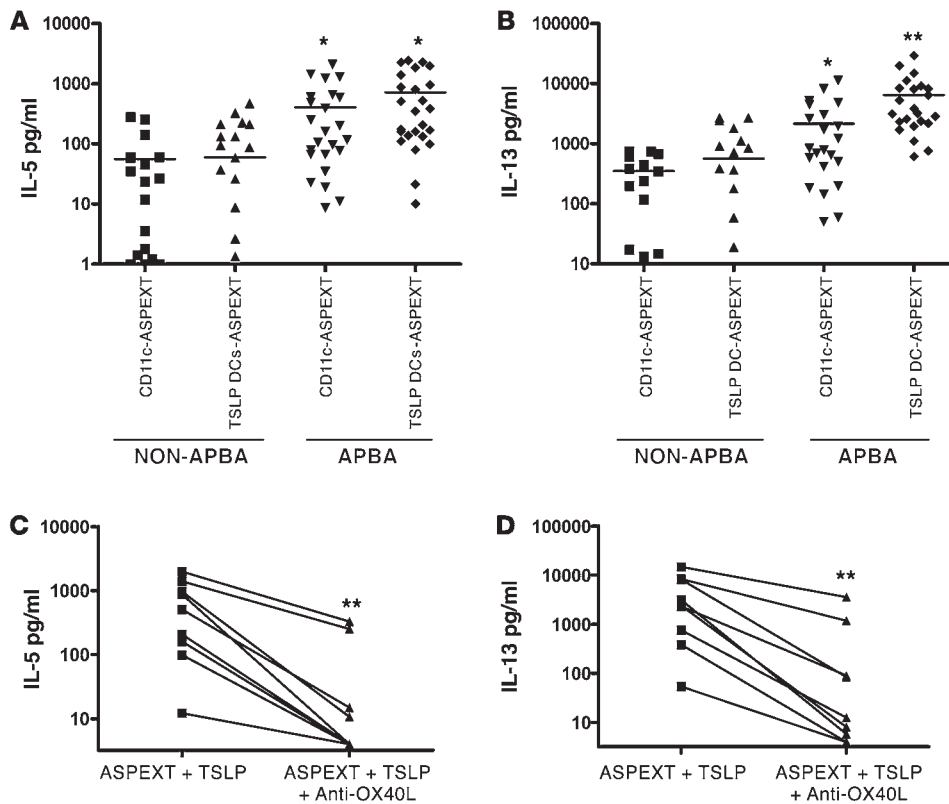 A
10000
1000
100
10
1
IL-5 pg/ml
*
*
CD11c-ASPEXT
TSLP DCs-ASPEXT
CD11c-ASPEXT
TSLP DCs-ASPEXT
NON-APBA
APBA
B
100000
10000
1000
100
10
IL-13 pg/ml
*
**
CD11c-ASPEXT
TSLP DC-ASPEXT
CD11c-ASPEXT
TSLP DC-ASPEXT
NON-APBA
APBA
C
10000
1000
100
10
IL-5 pg/ml
**
ASPEXT + TSLP
ASPEXT + TSLP
+ Anti-OX40L
D
100000
10000
1000
100
10
IL-13 pg/ml
**
ASPEXT + TSLP
ASPEXT + TSLP
+ Anti-OX40L